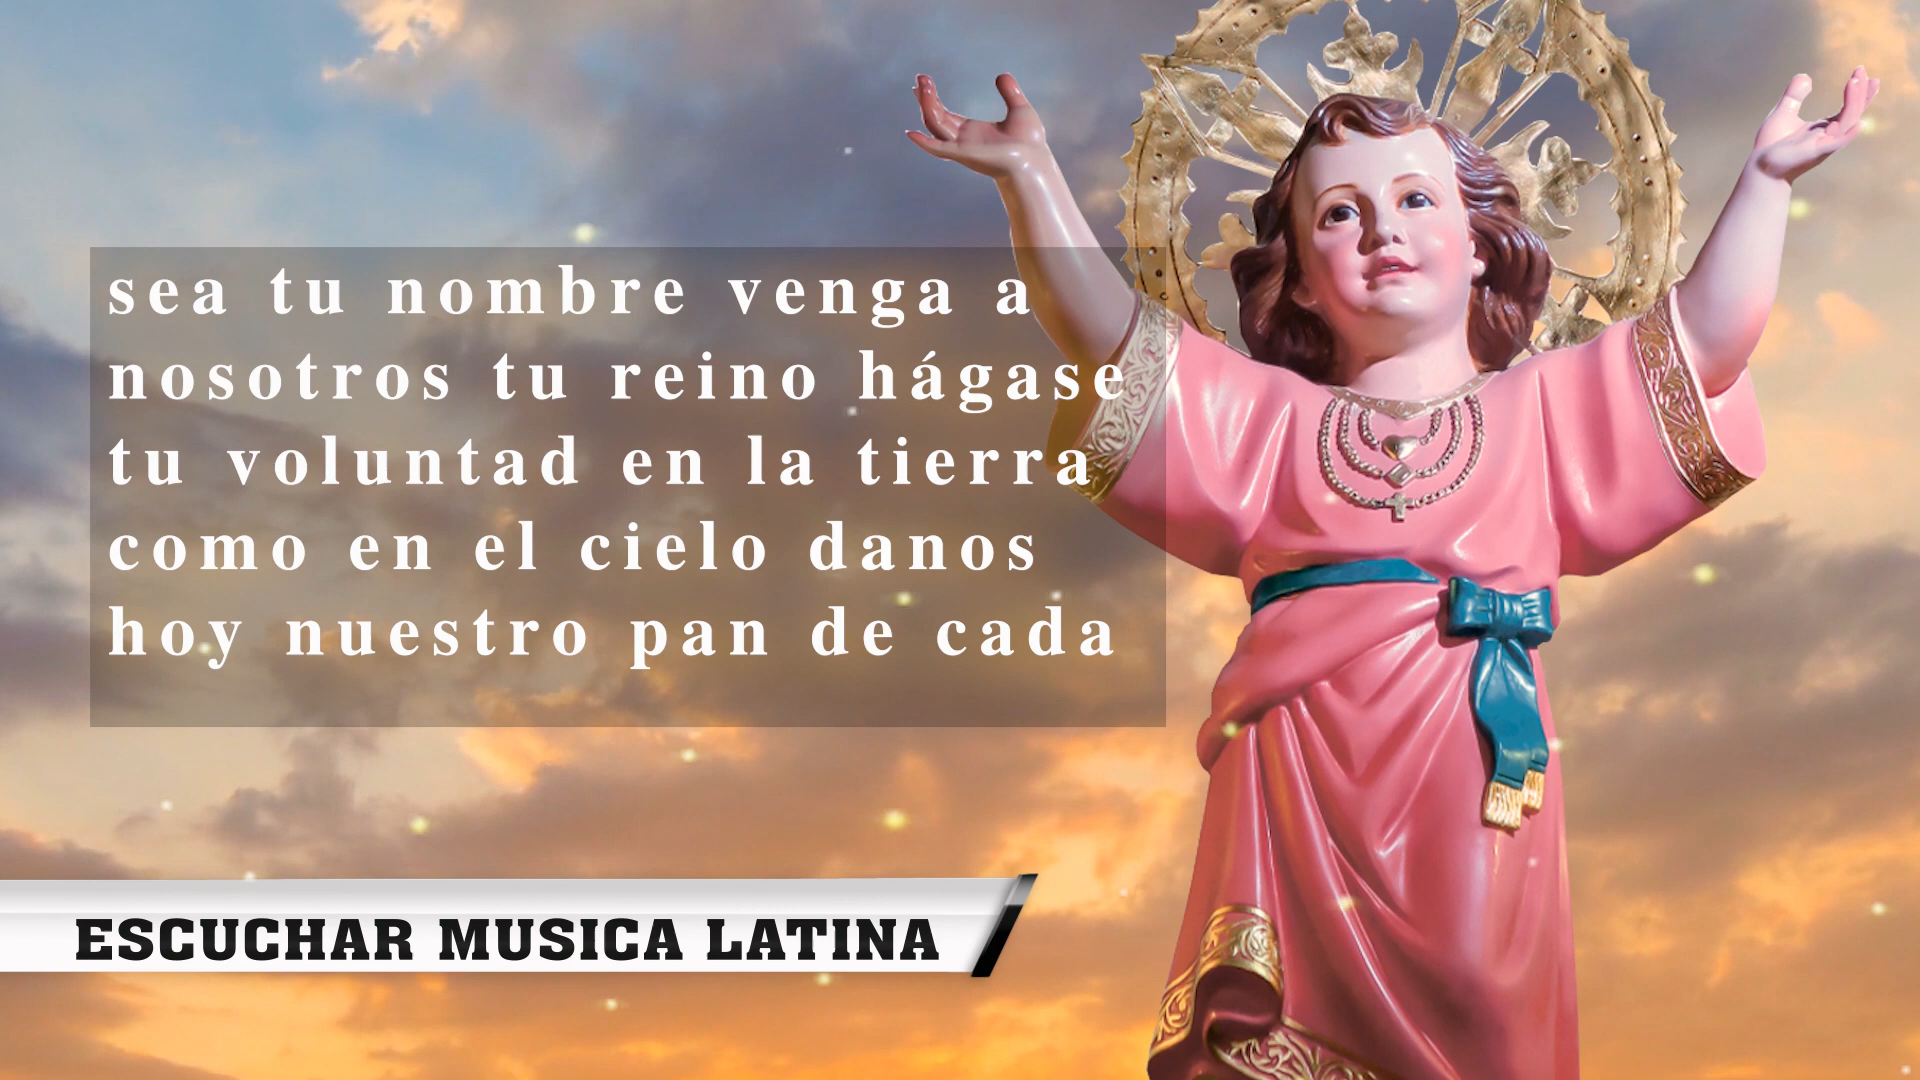 sea tu nombre venga a
nosotros tu reino hágase
tu voluntad en la tierra
como en el cielo danos
hoy nuestro pan de cada
ESCUCHAR MUSICA LATINA